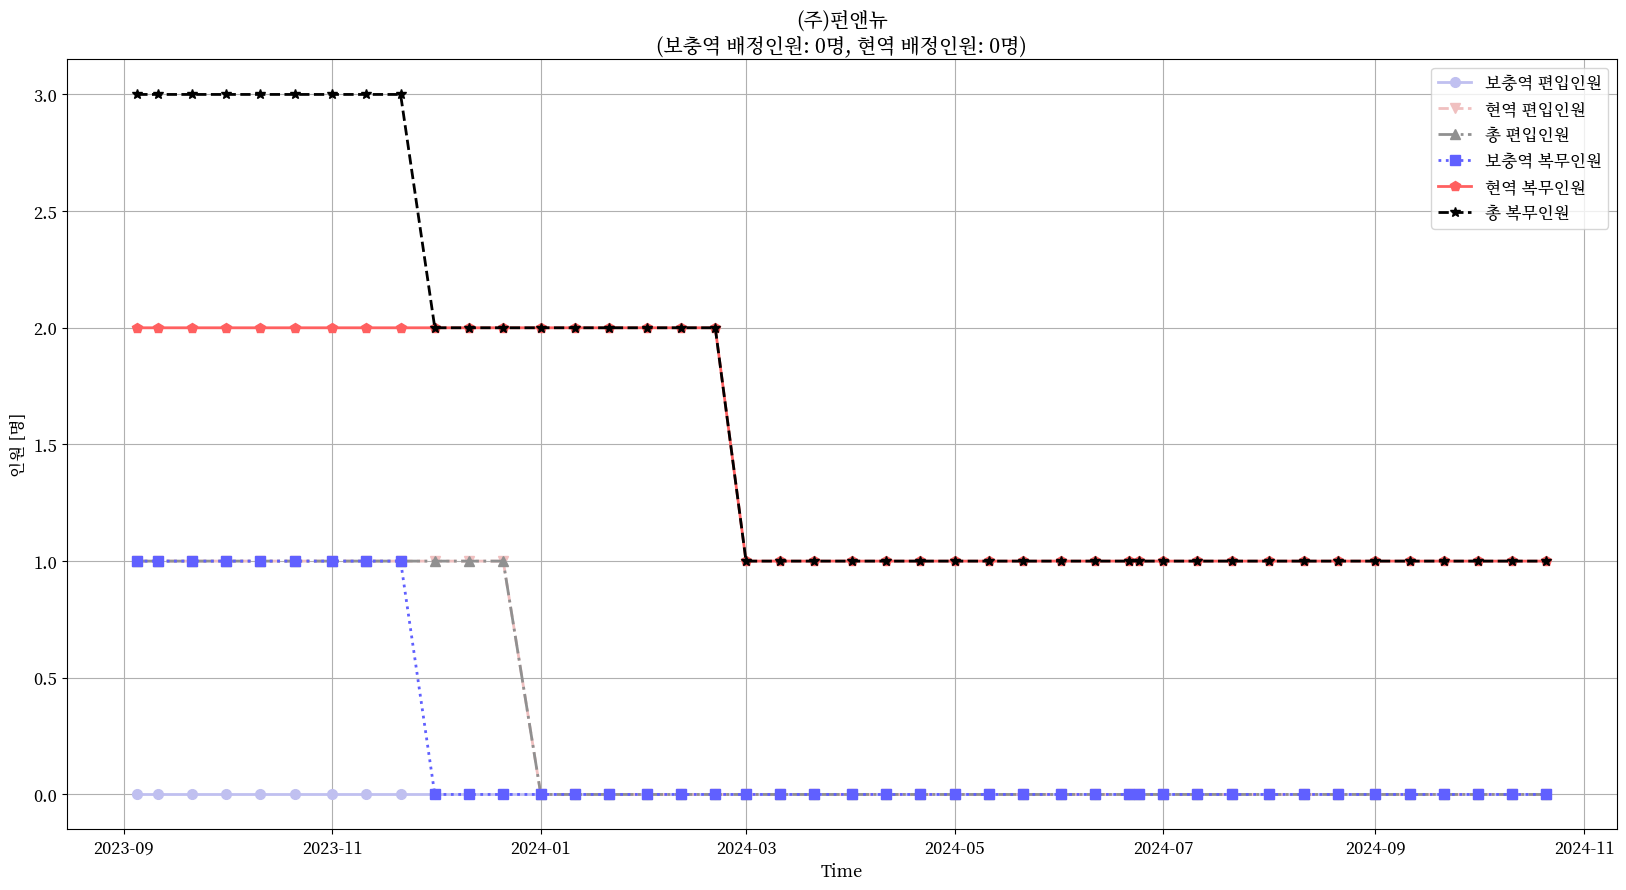 (주)펀앤뉴
(보충역 배정인원: 0명, 현역 배정인원: 0명)
보충역 편입인원
현역 편입인원
총 편입인원
보충역 복무인원
현역 복무인원
총 복무인원
인원 [명]
3.0
2.5
2.0
1.5
1.0
0.5
0.0
2023-09
2023-11
2024-01
2024-03
2024-05
2024-07
2024-09
2024-11
Time